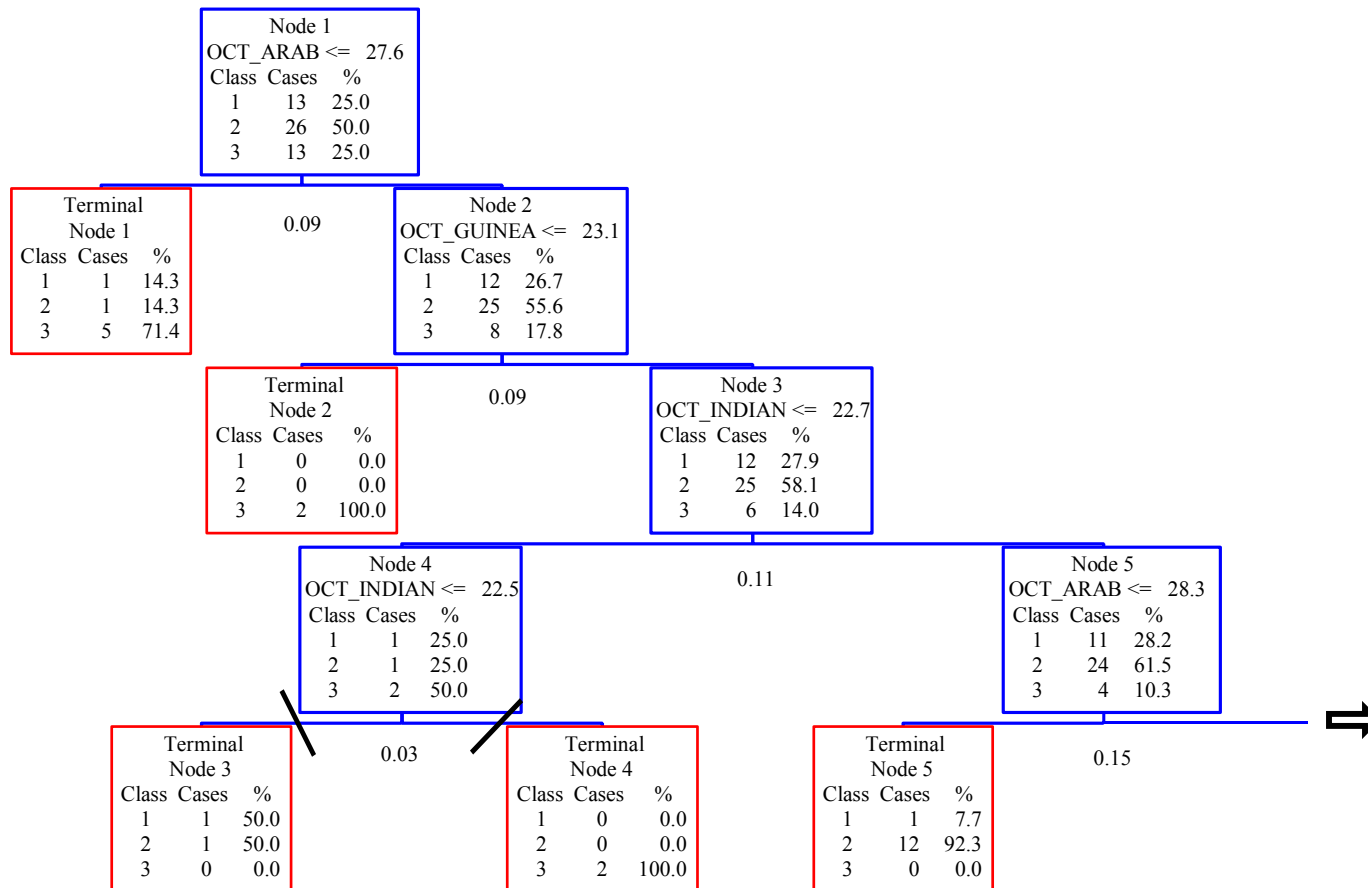 Node 1
OCT_ARAB <= 27.6
Class Cases %
1 13 25.0
2 26 50.0
3 13 25.0
Terminal
Node 1
Class Cases %
1 1 14.3
2 1 14.3
3 5 71.4
0.09
Node 2
OCT_GUINEA <= 23.1
Class Cases %
1 12 26.7
2 25 55.6
3 8 17.8
Terminal
Node 2
Class Cases %
1 0 0.0
2 0 0.0
3 2 100.0
0.09
Node 3
OCT_INDIAN <= 22.7
Class Cases %
1 12 27.9
2 25 58.1
3 6 14.0
Node 4
OCT_INDIAN <= 22.5
Class Cases %
1 1 25.0
2 1 25.0
3 2 50.0
0.11
Node 5
OCT_ARAB <= 28.3
Class Cases %
1 11 28.2
2 24 61.5
3 4 10.3
Terminal
Node 3
Class Cases %
1 1 50.0
2 1 50.0
3 0 0.0
0.03
Terminal
Node 4
Class Cases %
1 0 0.0
2 0 0.0
3 2 100.0
Terminal
Node 5
Class Cases %
1 1 7.7
2 12 92.3
3 0 0.0
0.15